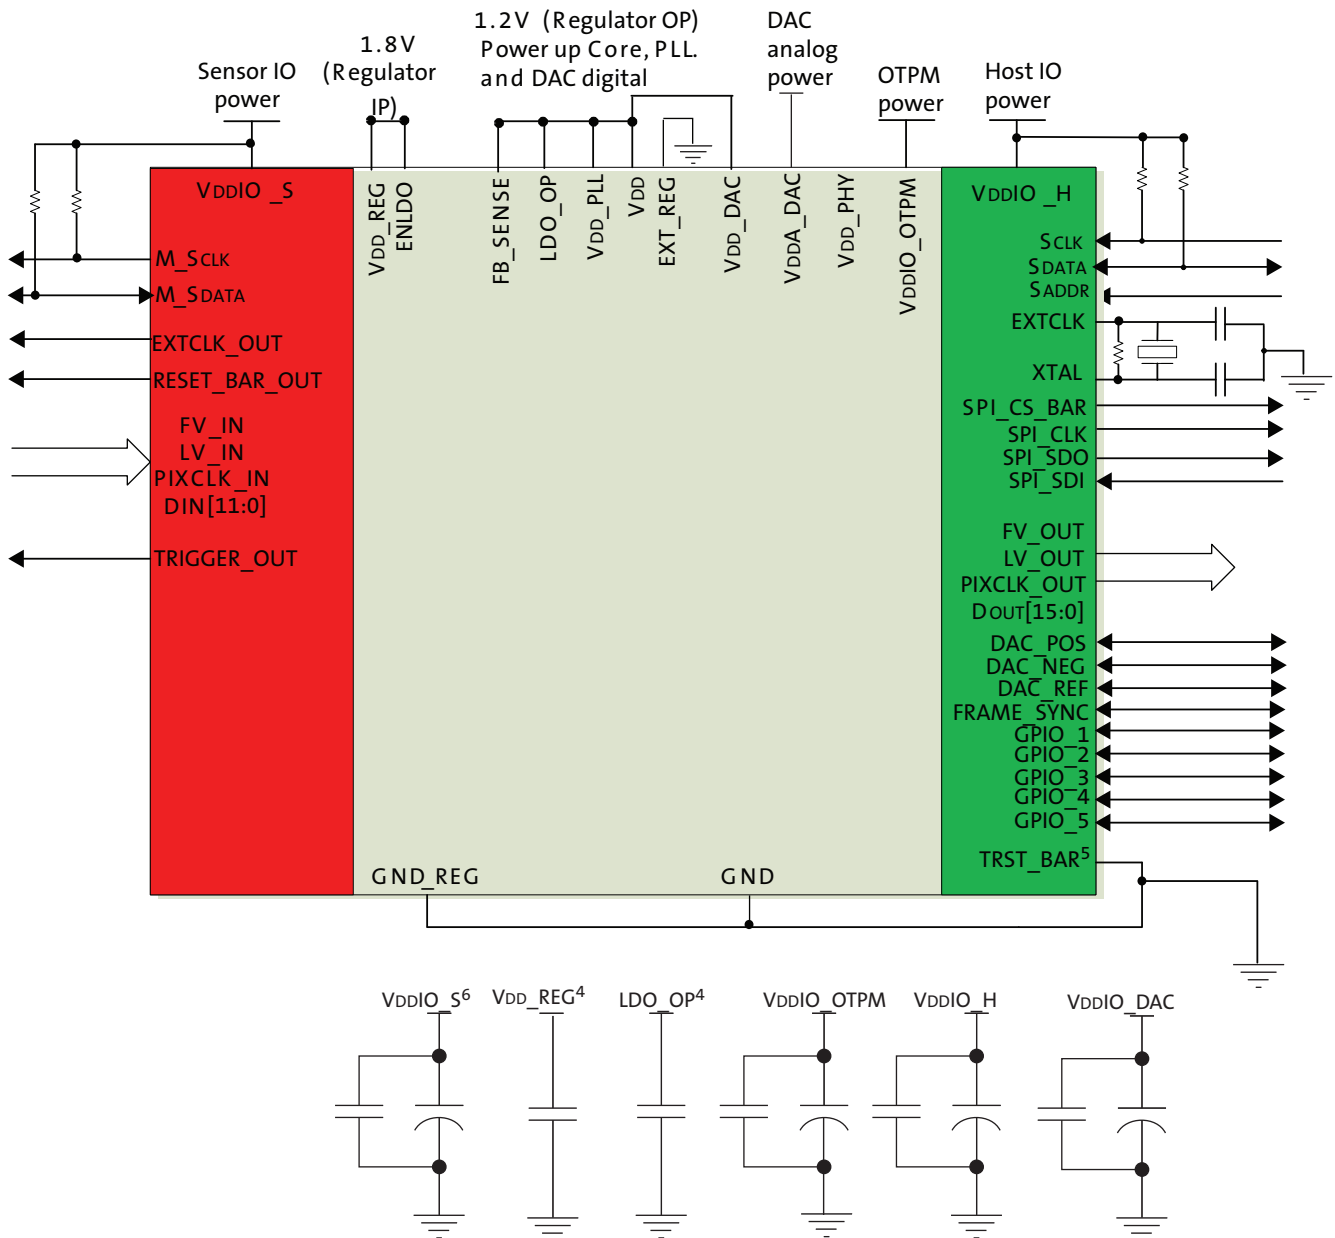 1.8V
(Regulator
IP)
1.2V (Regulator OP)
Power up Core, PLL.
and DAC digital
DAC
analog
power
Sensor IO
power
OTPM
power
Host IO
power
VDDIO _S
VDD_REG
ENLDO
FB_SENSE
LDO_OP
VDD_PLL
VDD
EXT_REG
VDD_DAC
VDDA_DAC
VDD_PHY
VDDIO_OTPM
VDDIO _H
M_SCLK
M_SDATA
EXTCLK_OUT
RESET_BAR_OUT
FV_IN
LV_IN
PIXCLK_IN
DIN[11:0]
TRIGGER_OUT
SCLK
SDATA
SADDR
EXTCLK
XTAL
SPI_CS_BAR
SPI_CLK
SPI_SDO
SPI_SDI
FV_OUT
LV_OUT
PIXCLK_OUT
DOUT[15:0]
DAC_POS
DAC_NEG
DAC_REF
FRAME_SYNC
GPIO_1
GPIO_2
GPIO_3
GPIO_4
GPIO_5
TRST_BAR5
GND_REG
GND
VDDIO_S6
VDD_REG4
LDO_OP4
VDDIO_OTPM
VDDIO_H
VDDIO_DAC